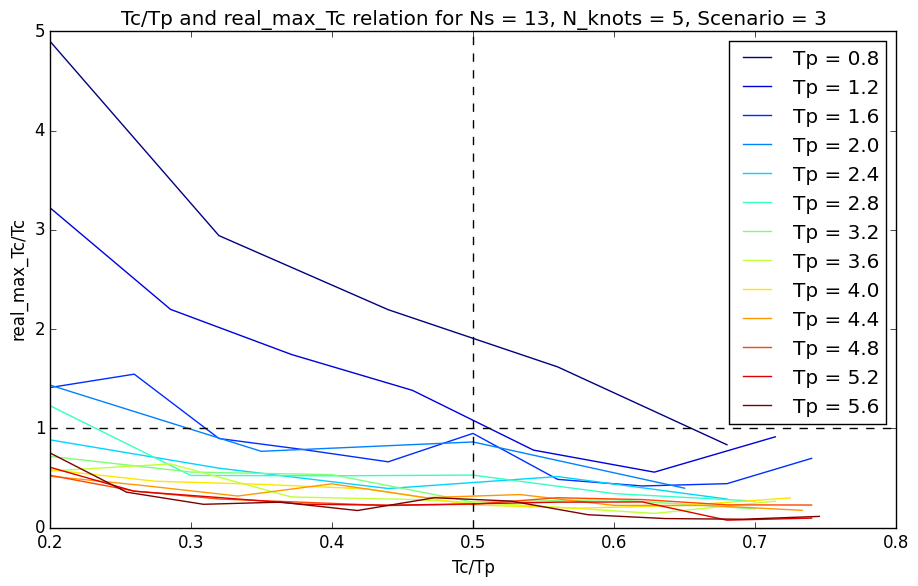 Tc/Tp and real_max_Tc relation for Ns = 13, N_knots = 5, Scenario = 3
5
4
3
2
1
0
real_max_Tc/Tc
Tp = 0.8
Tp = 1.2
Tp = 1.6
Tp = 2.0
Tp = 2.4
Tp = 2.8
Tp = 3.2
Tp = 3.6
Tp = 4.0
Tp = 4.4
Tp = 4.8
Tp = 5.2
Tp = 5.6
0.2 0.3 0.4 0.5 0.6 0.7 0.8
Tc/Tp